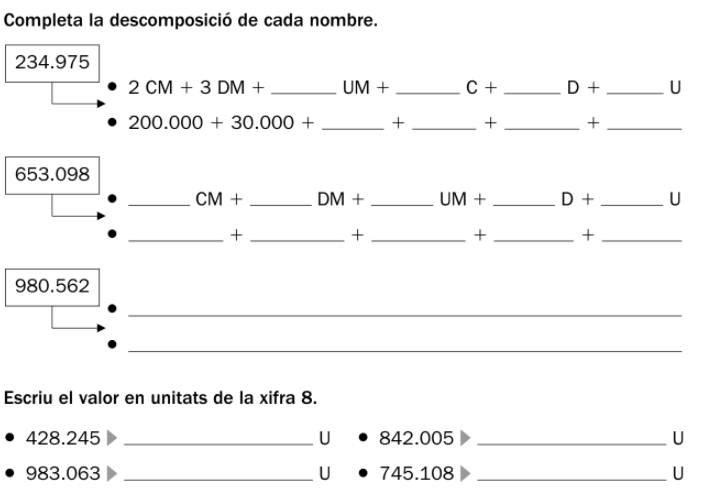 Completa la descomposició de cada nombre.
234.975
• 2 CM + 3 DM + ______ UM + ______ C + ______ D + ______ U
• 200.000 + 30.000 + ______ + ______ + ______ + ______
653.098
• ______ CM + ______ DM + ______ UM + ______ D + ______ U
• ______ + ______ + ______ + ______ + ______
980.562
• ______
• ______
Escriu el valor en unitats de la xifra 8.
• 428.245 ▶ ______ U • 842.005 ▶ ______ U
• 983.063 ▶ ______ U • 745.108 ▶ ______ U